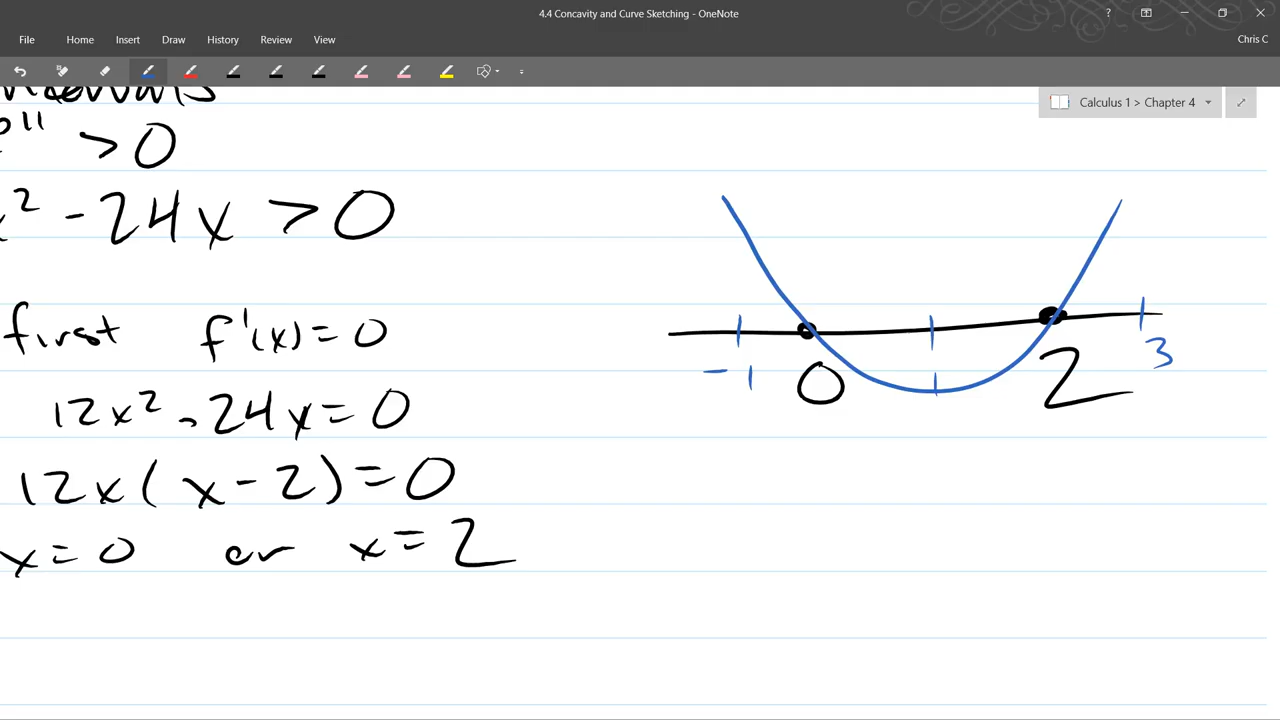 4.4 Concavity and Curve Sketching - OneNote
File Home Insert Draw History Review View
Chris C
Calculus 1 > Chapter 4
" > 0
x² - 24x > 0
first f'(x) = 0
12x² - 24x = 0
12x(x - 2) = 0
x = 0 or x = 2
-1 0 2 3